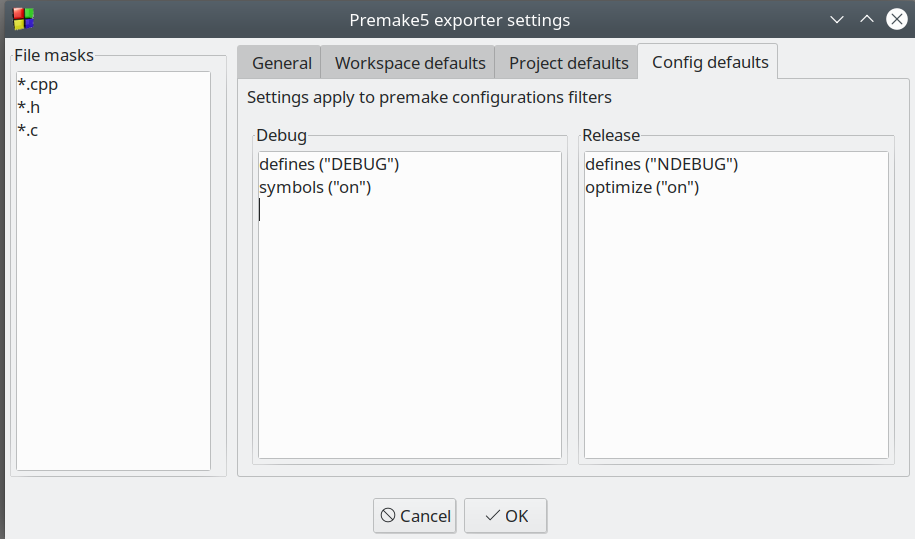 Premake5 exporter settings
File masks
*.cpp
*.h
*.c
General
Workspace defaults
Project defaults
Config defaults
Settings apply to premake configurations filters
Debug
defines ("DEBUG")
symbols ("on")
Release
defines ("NDEBUG")
optimize ("on")
Cancel
OK